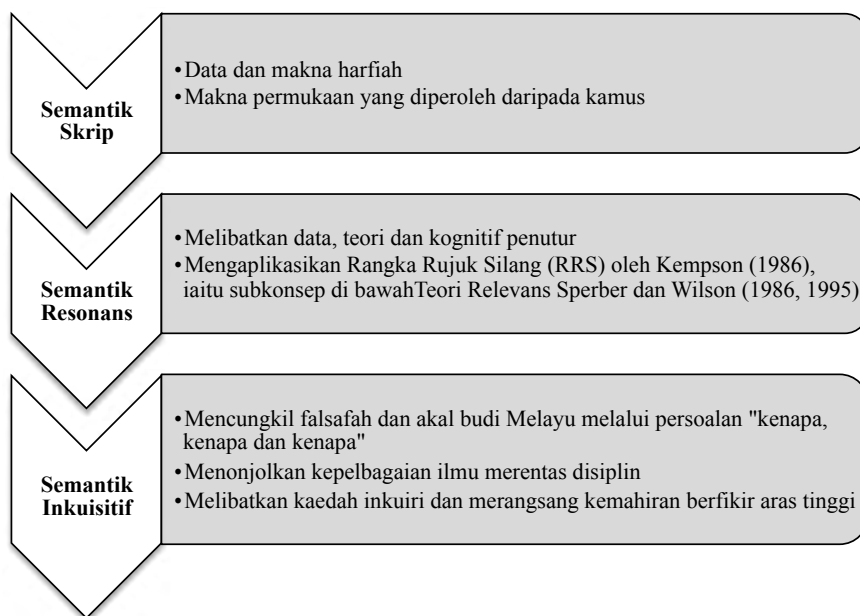 Semantik
Skrip
•Data dan makna harfiah
•Makna permukaan yang diperoleh daripada kamus
Semantik
Resonans
•Melibatkan data, teori dan kognitif penutur
•Mengaplikasikan Rangka Rujuk Silang (RRS) oleh Kempson (1986),
iaitu subkonsep di bawahTeori Relevans Sperber dan Wilson (1986, 1995)
Semantik
Inkuisitif
•Mencungkil falsafah dan akal budi Melayu melalui persoalan "kenapa,
kenapa dan kenapa"
•Menonjolkan kepelbagaian ilmu merentas disiplin
•Melibatkan kaedah inkuiri dan merangsang kemahiran berfikir aras tinggi